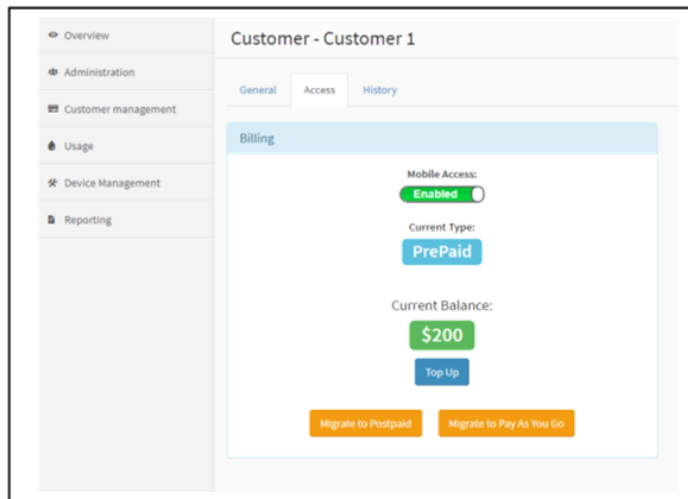 Overview
Administration
Customer management
Usage
Device Management
Reporting
Customer - Customer 1
General Access History
Billing
Mobile Access:
Enabled
Current Type:
PrePaid
Current Balance:
$200
Top Up
Migrate to Postpaid Migrate to Pay As You Go